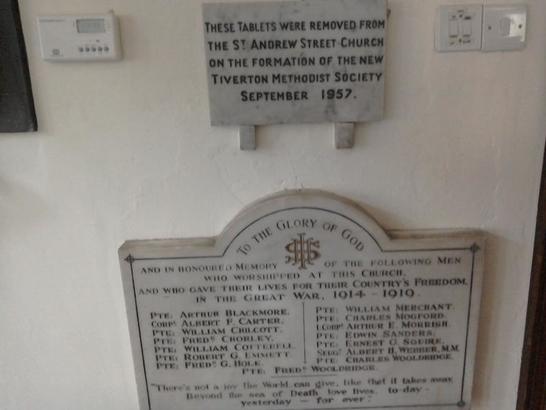 THESE TABLETS WERE REMOVED FROM
THE ST ANDREW STREET CHURCH
ON THE FORMATION OF THE NEW
TIVERTON METHODIST SOCIETY
SEPTEMBER 1957.
TO THE GLORY OF GOD
IHS
AND IN HONOURED MEMORY OF THE FOLLOWING MEN
WHO WORSHIPPED AT THIS CHURCH,
AND WHO GAVE THEIR LIVES FOR THEIR COUNTRY'S FREEDOM,
IN THE GREAT WAR, 1914-1919.
PTE: ARTHUR BLACKMORE.
CORPL ALBERT F. CARTER.
PTE: WILLIAM CHILCOTT.
PTE: FREDK CHORLEY.
PTE: WILLIAM COTTERELL.
PTE: ROBERT G. EMMETT.
PTE: FREDK G. HOLE.
PTE: WILLIAM MERCHANT.
PTE: CHARLES MOGFORD.
L/CORPL ARTHUR E. MORRISH.
PTE: EDWIN SANDERS.
PTE: ERNEST G. SQUIRE.
SERGT ALBERT H. WEBBER, M.M.
PTE: CHARLES WOOLDRIDGE.
PTE: FREDK WOOLDRIDGE.
"There's not a joy the World can give, like that it takes away,
Beyond the sea of Death love lives, to-day -
yesterday - for ever."